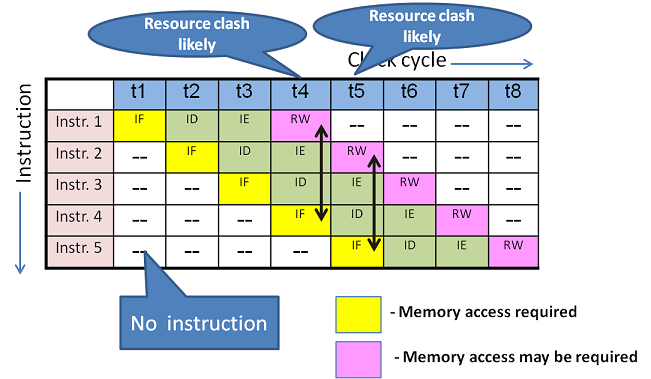 Resource clash
likely
Resource clash
likely
Clock cycle
Instruction
t1 t2 t3 t4 t5 t6 t7 t8
Instr. 1 IF ID IE RW -- -- -- --
Instr. 2 -- IF ID IE RW -- -- --
Instr. 3 -- -- IF ID IE RW -- --
Instr. 4 -- -- -- IF ID IE RW --
Instr. 5 -- -- -- -- IF ID IE RW
No instruction
- Memory access required
- Memory access may be required